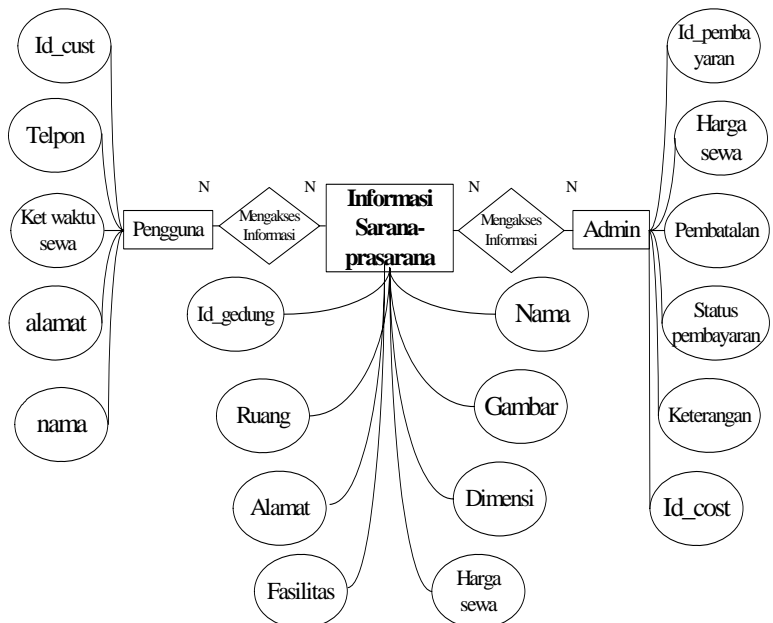 Id_cust
Telpon
Ket waktu
sewa
alamat
nama
Pengguna
N
Mengakses
Informasi
N
Informasi
Sarana-
prasarana
N
Mengakses
Informasi
N
Admin
Id_gedung
Ruang
Alamat
Fasilitas
Nama
Gambar
Dimensi
Harga
sewa
Id_pemba
yaran
Harga
sewa
Pembatalan
Status
pembayaran
Keterangan
Id_cost